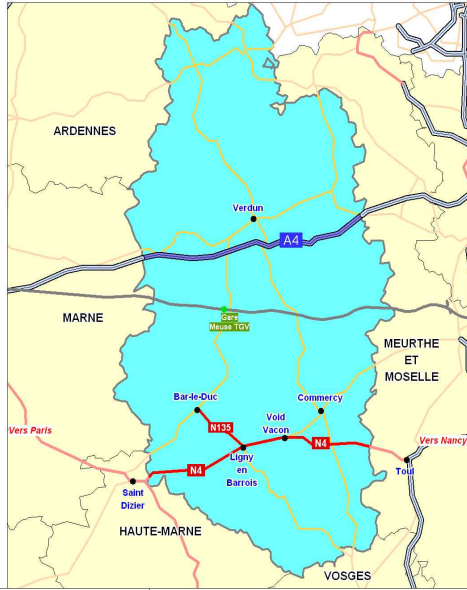 ARDENNES
Verdun
A4
MARNE
Gare
Meuse TGV
MEURTHE
ET
MOSELLE
Bar-le-Duc
Commercy
Void
Vacon
N135
Vers Paris
N4
Vers Nancy
Ligny
en
Barrois
N4
Toul
Saint
Dizier
HAUTE-MARNE
VOSGES